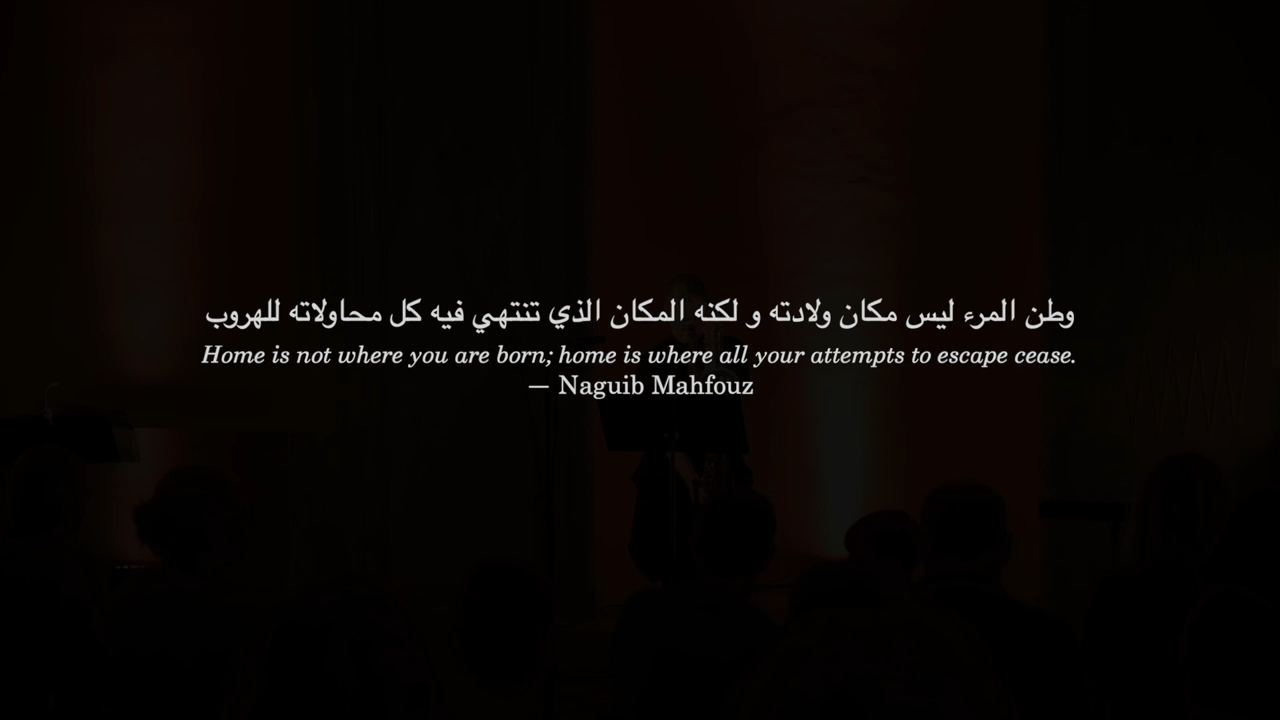 وطن المرء ليس مكان ولادته و لكنه المكان الذي تنتهي فيه كل محاولاته للهروب
Home is not where you are born; home is where all your attempts to escape cease.
— Naguib Mahfouz